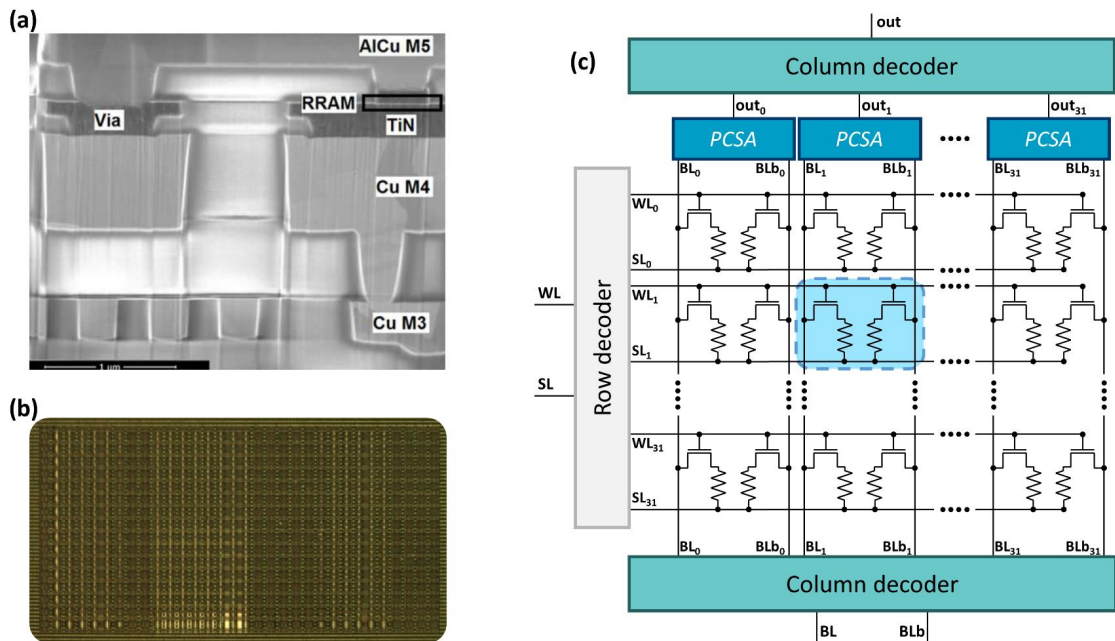 (a)
AlCu M5
RRAM
Via
TiN
Cu M4
Cu M3
1 µm
(b)
(c)
out
Column decoder
out0 out1 out31
PCSA PCSA PCSA
BL0 BLb0 BL1 BLb1 BL31 BLb31
Row decoder
WL
SL
WL0
SL0
WL1
SL1
WL31
SL31
BL0 BLb0 BL1 BLb1 BL31 BLb31
Column decoder
BL BLb